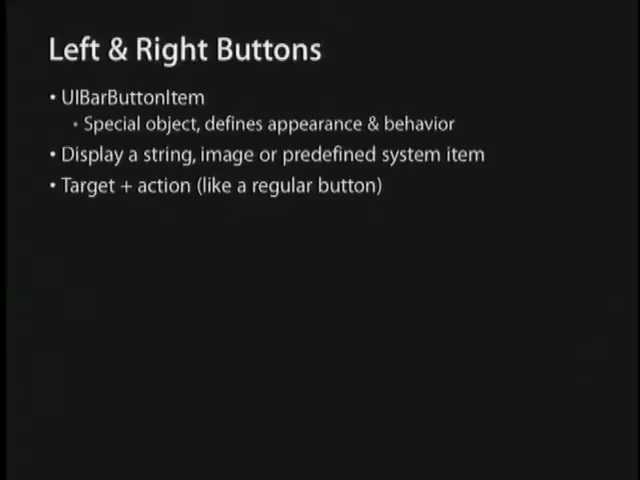 Left & Right Buttons
• UIBarButtonItem
• Special object, defines appearance & behavior
• Display a string, image or predefined system item
• Target + action (like a regular button)